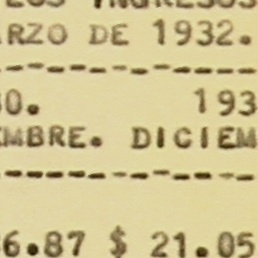 RZO DE 1932.
--------------
0. 193
MBRE. DICIEM
--------------
6.87 $ 21.05